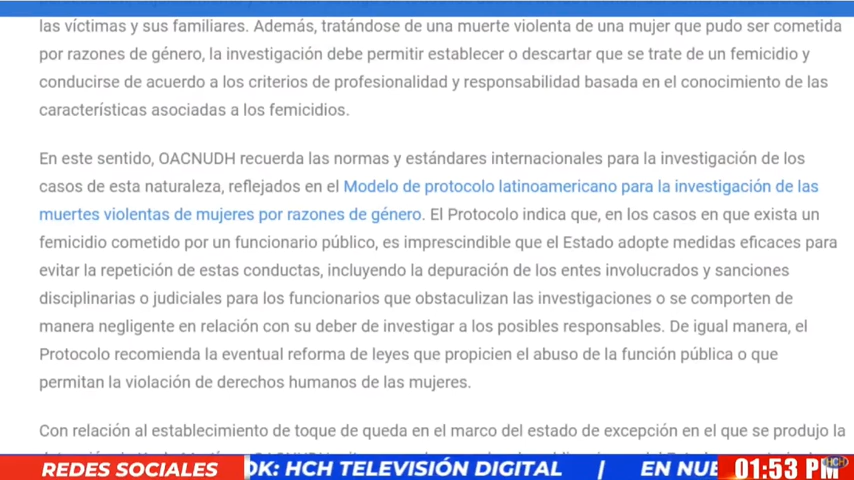 las víctimas y sus familiares. Además, tratándose de una muerte violenta de una mujer que pudo ser cometida
por razones de género, la investigación debe permitir establecer o descartar que se trate de un femicidio y
conducirse de acuerdo a los criterios de profesionalidad y responsabilidad basada en el conocimiento de las
características asociadas a los femicidios.
En este sentido, OACNUDH recuerda las normas y estándares internacionales para la investigación de los
casos de esta naturaleza, reflejados en el Modelo de protocolo latinoamericano para la investigación de las
muertes violentas de mujeres por razones de género. El Protocolo indica que, en los casos en que exista un
femicidio cometido por un funcionario público, es imprescindible que el Estado adopte medidas eficaces para
evitar la repetición de estas conductas, incluyendo la depuración de los entes involucrados y sanciones
disciplinarias o judiciales para los funcionarios que obstaculizan las investigaciones o se comporten de
manera negligente en relación con su deber de investigar a los posibles responsables. De igual manera, el
Protocolo recomienda la eventual reforma de leyes que propicien el abuso de la función pública o que
permitan la violación de derechos humanos de las mujeres.
Con relación al establecimiento de toque de queda en el marco del estado de excepción en el que se produjo la
REDES SOCIALES OK: HCH TELEVISIÓN DIGITAL | EN NUE 01:53 PM HCH